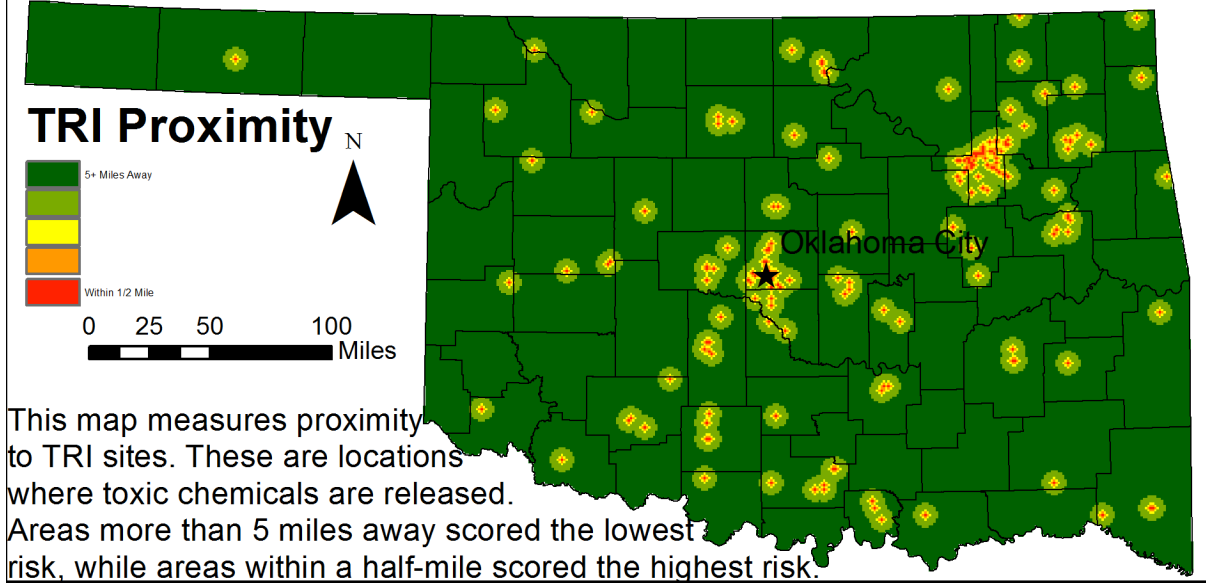 TRI Proximity
N
5+ Miles Away
Within 1/2 Mile
0 25 50 100
Miles
Oklahoma City
This map measures proximity
to TRI sites. These are locations
where toxic chemicals are released.
Areas more than 5 miles away scored the lowest
risk, while areas within a half-mile scored the highest risk.